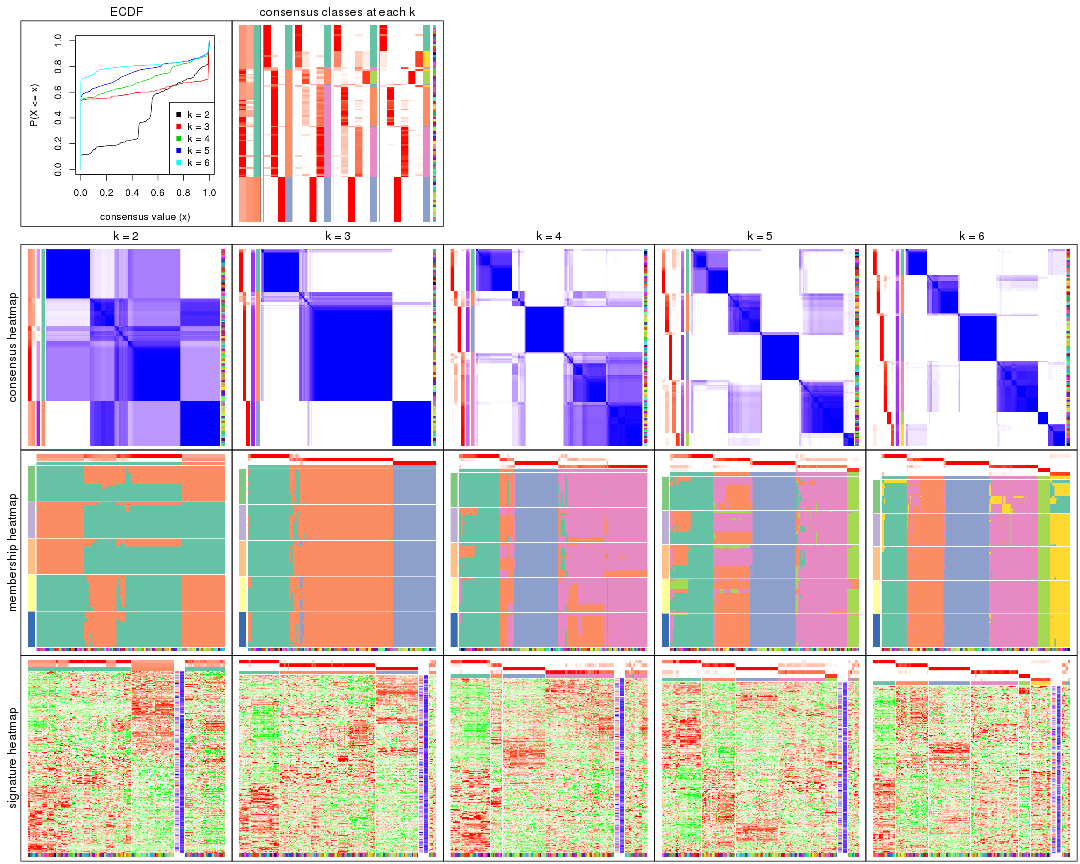 ECDF
consensus classes at each k
P(X <= x)
0.0
0.2
0.4
0.6
0.8
1.0
k = 2
k = 3
k = 4
k = 5
k = 6
0.0 0.2 0.4 0.6 0.8 1.0
consensus value (x)
k = 2
k = 3
k = 4
k = 5
k = 6
consensus heatmap
membership heatmap
signature heatmap